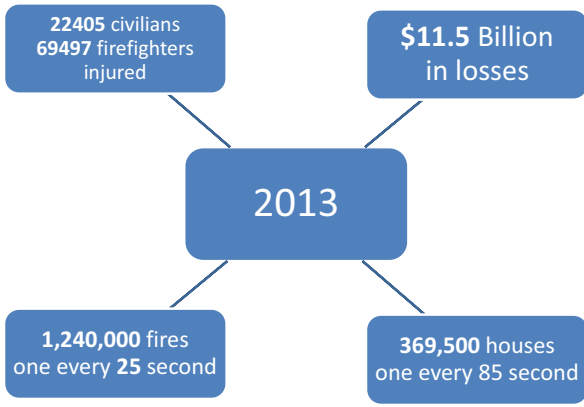 22405 civilians
69497 firefighters
injured
$11.5 Billion
in losses
2013
1,240,000 fires
one every 25 second
369,500 houses
one every 85 second